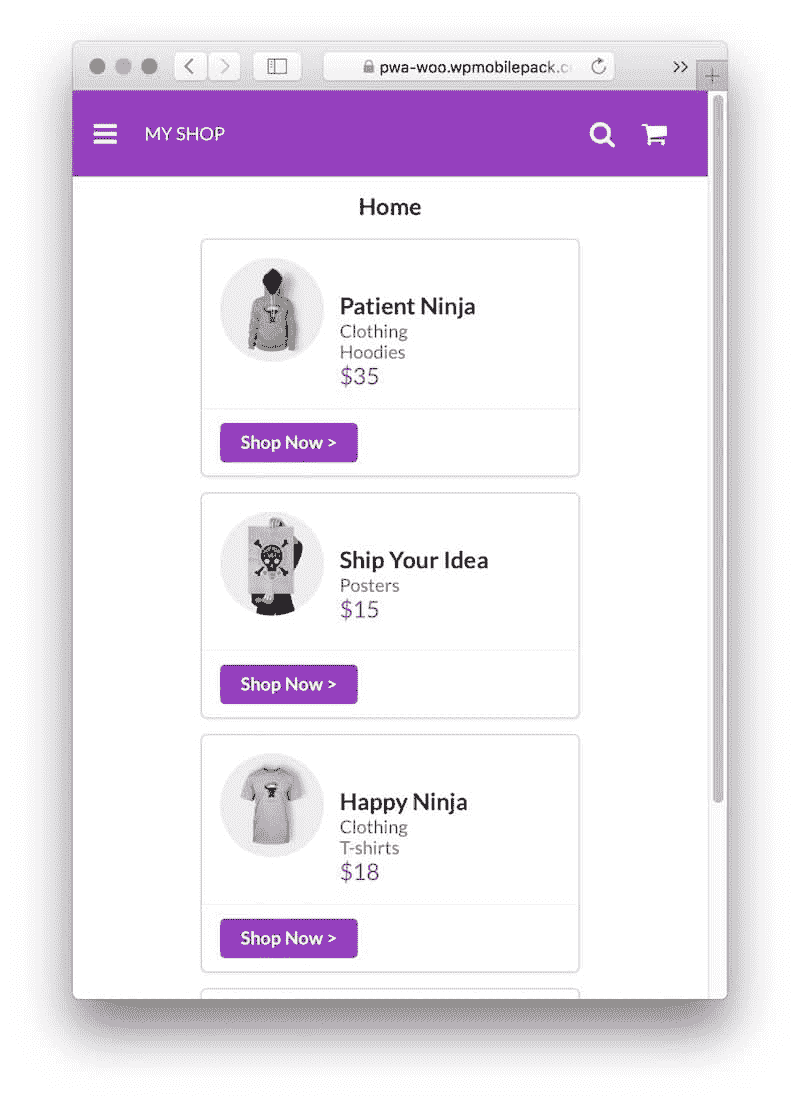 pwa-woo.wpmobilepack.c
MY SHOP
Home
Patient Ninja
Clothing
Hoodies
$35
Shop Now >
Ship Your Idea
Posters
$15
Shop Now >
Happy Ninja
Clothing
T-shirts
$18
Shop Now >